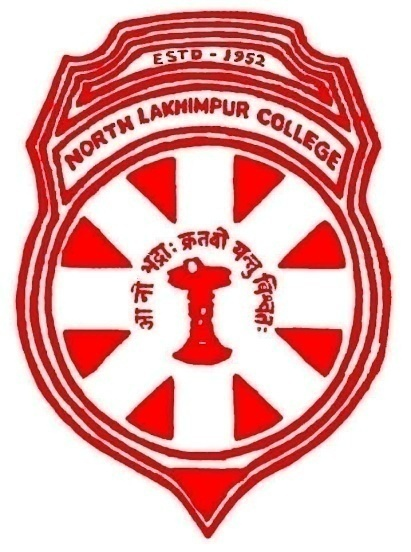 ESTD - 1952
NORTH LAKHIMPUR COLLEGE
आ नो भद्राः क्रतवो यन्तु विश्वतः